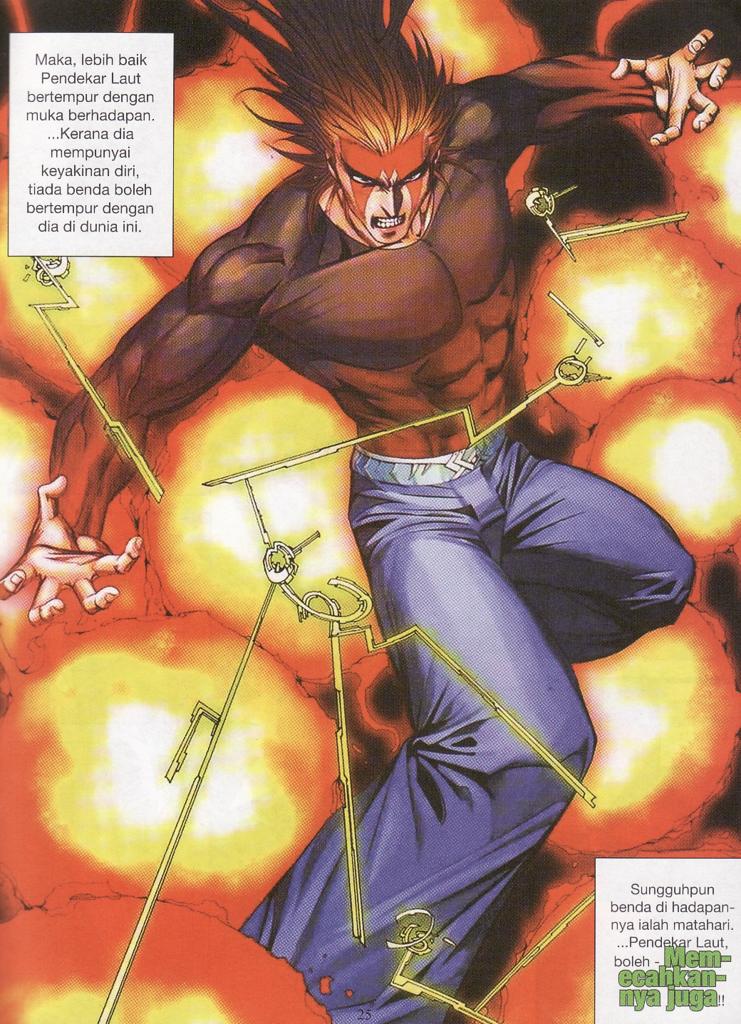 Maka, lebih baik
Pendekar Laut
bertempur dengan
muka berhadapan.
...Kerana dia
mempunyai
keyakinan diri,
tiada benda boleh
bertempur dengan
dia di dunia ini.
Sungguhpun
benda di hadapan-
nya ialah matahari.
...Pendekar Laut,
boleh - Mem-
ecahkan-
nya juga!!
25